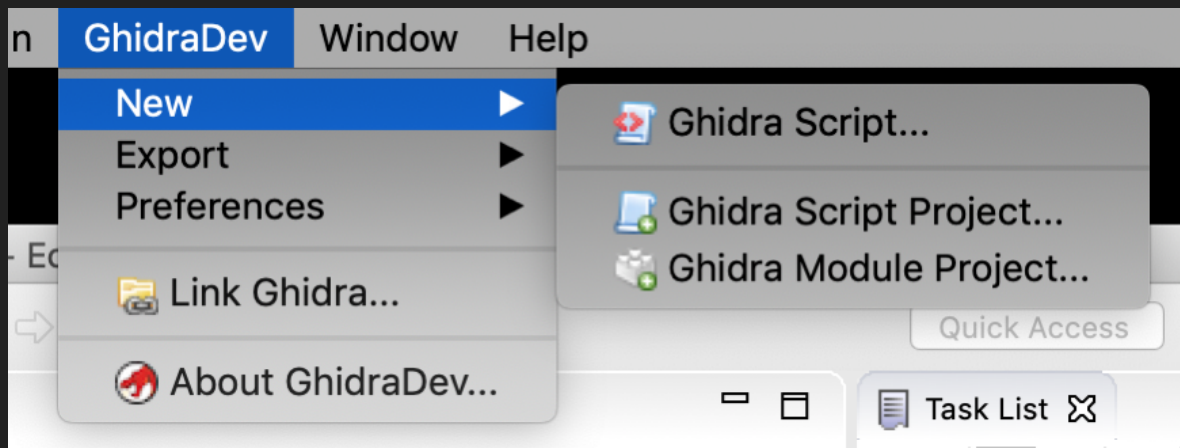 n GhidraDev Window Help
New
Export
Preferences
Link Ghidra...
About GhidraDev...
Ghidra Script...
Ghidra Script Project...
Ghidra Module Project...
- Ec
Quick Access
Task List